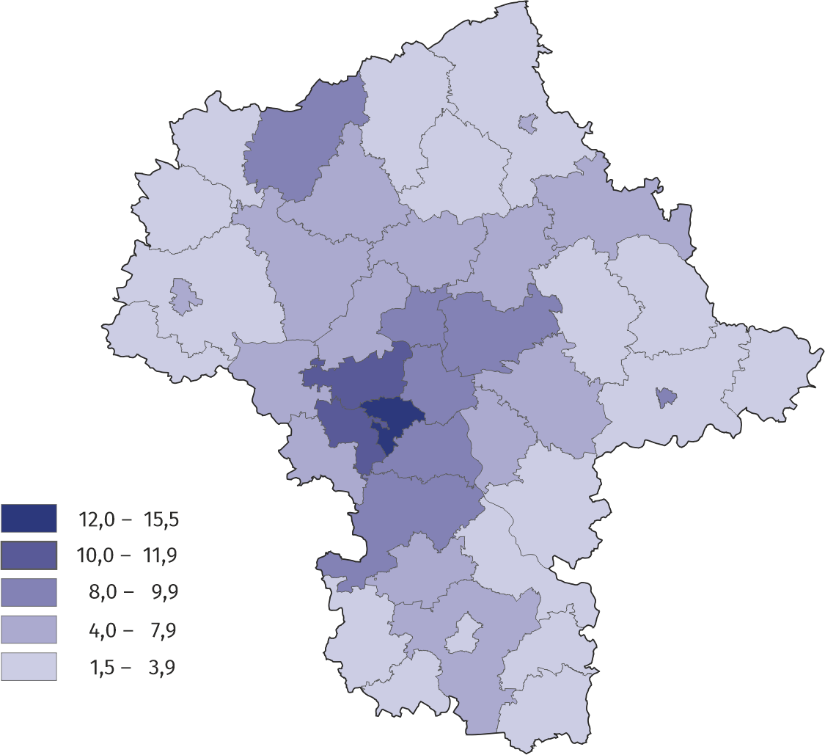 12,0 – 15,5
10,0 – 11,9
8,0 – 9,9
4,0 – 7,9
1,5 – 3,9